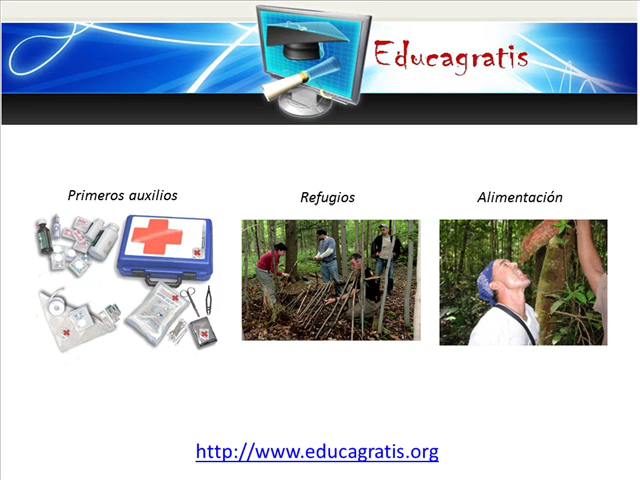 Educagratis
Primeros auxilios
Refugios
Alimentación
http://www.educagratis.org